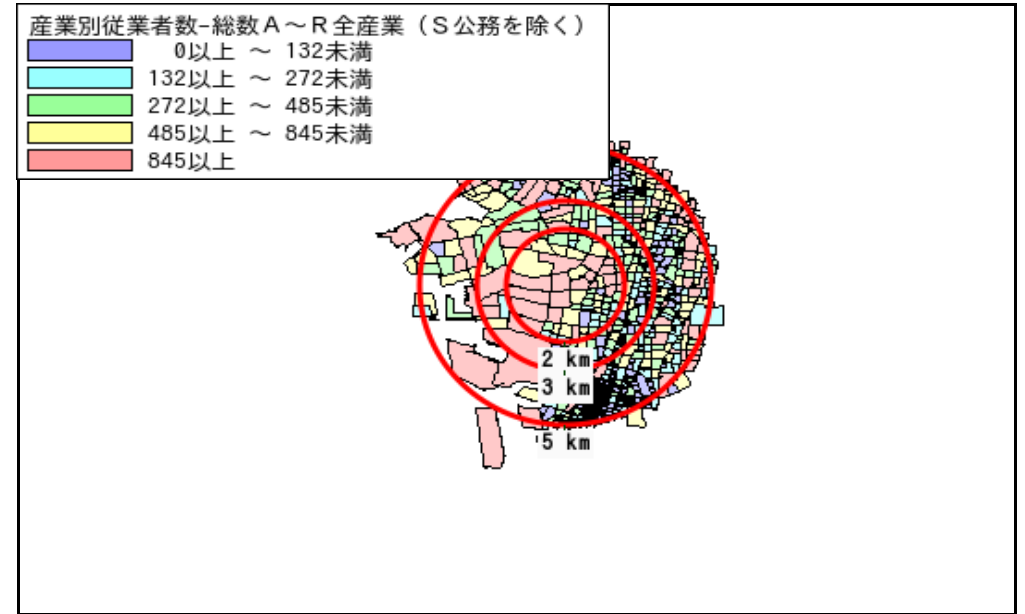 産業別従業者数−総数Ａ～Ｒ全産業（Ｓ公務を除く）
0以上 ～ 132未満
132以上 ～ 272未満
272以上 ～ 485未満
485以上 ～ 845未満
845以上
2 km
3 km
5 km